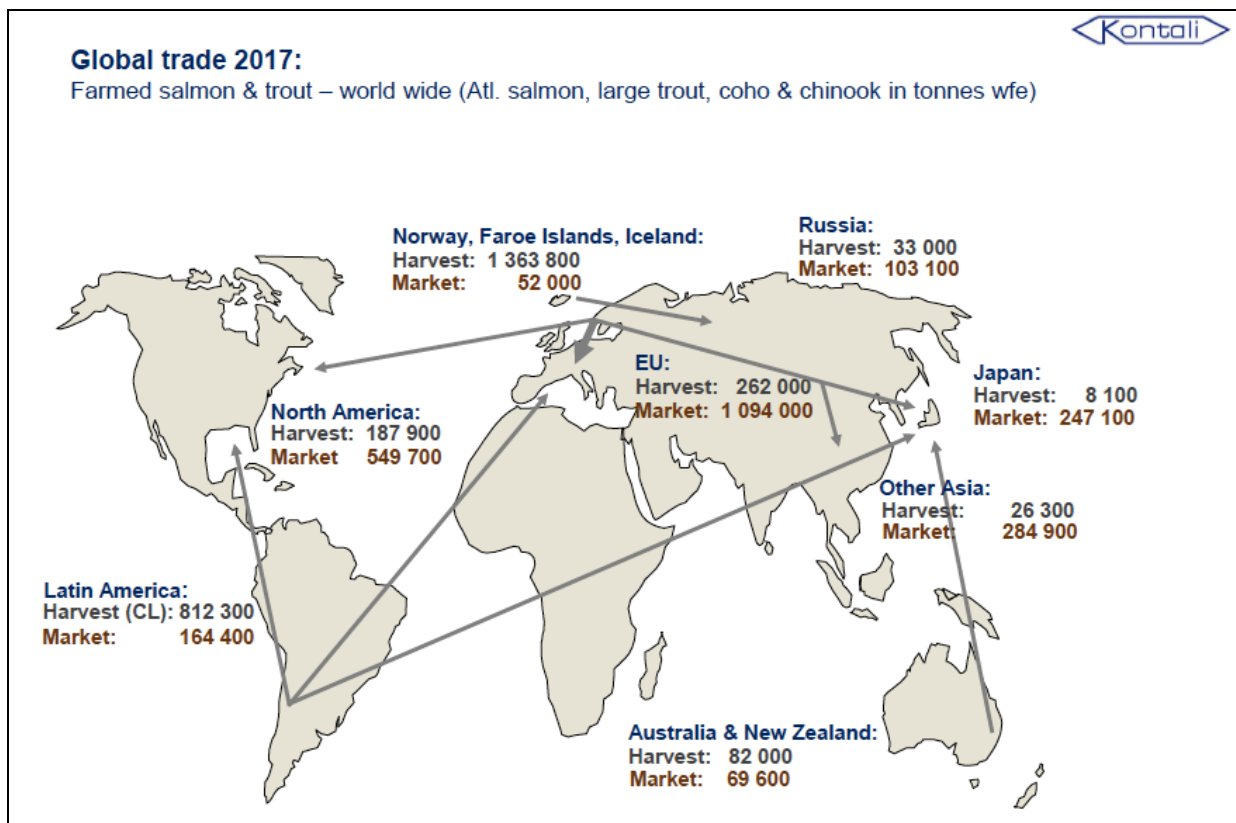 Kontali
Global trade 2017:
Farmed salmon & trout – world wide (Atl. salmon, large trout, coho & chinook in tonnes wfe)
Norway, Faroe Islands, Iceland:
Harvest: 1 363 800
Market: 52 000
Russia:
Harvest: 33 000
Market: 103 100
EU:
Harvest: 262 000
Market: 1 094 000
Japan:
Harvest: 8 100
Market: 247 100
North America:
Harvest: 187 900
Market 549 700
Other Asia:
Harvest: 26 300
Market: 284 900
Latin America:
Harvest (CL): 812 300
Market: 164 400
Australia & New Zealand:
Harvest: 82 000
Market: 69 600